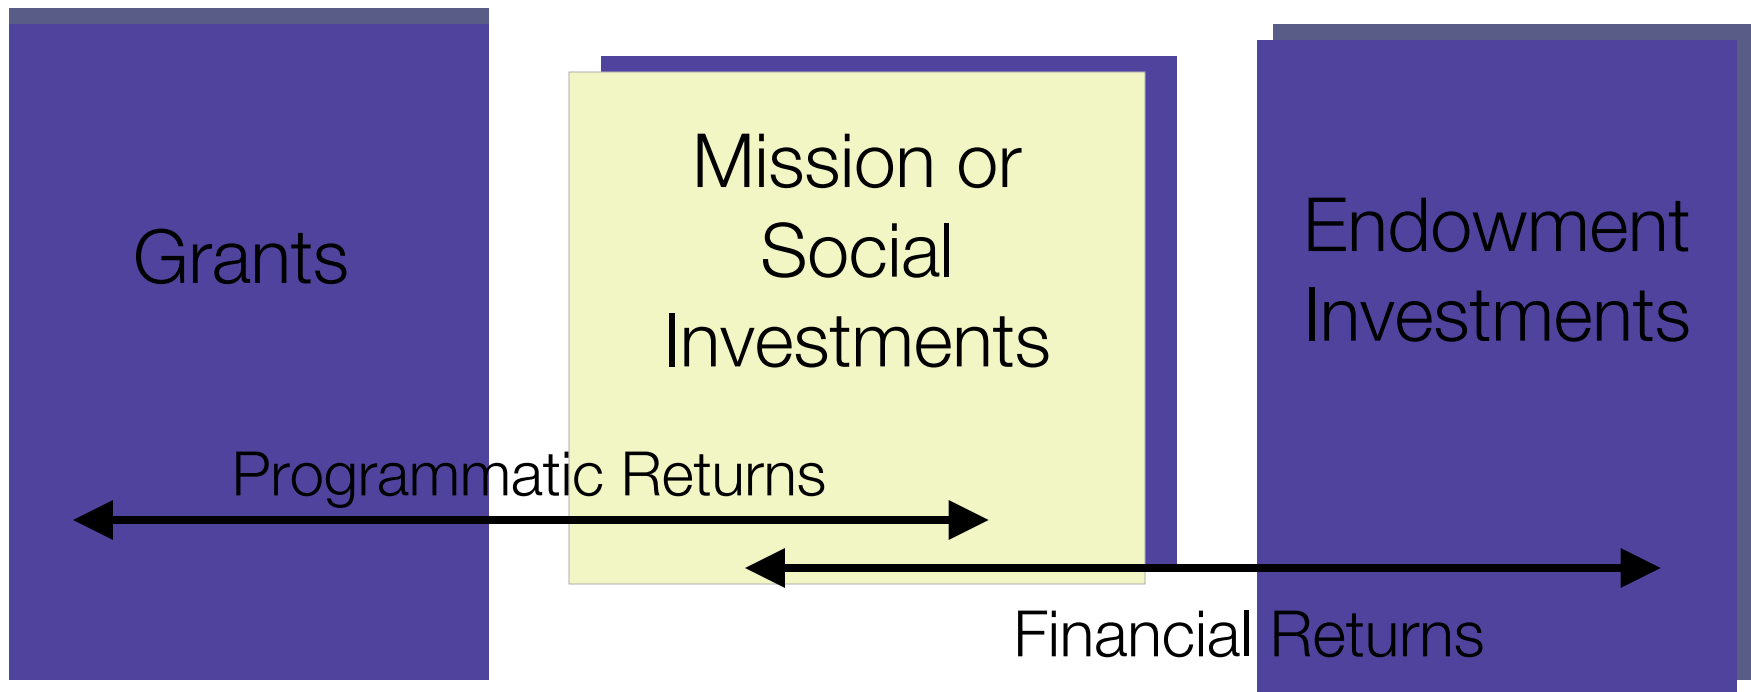 Grants
Mission or
Social
Investments
Endowment
Investments
Programmatic Returns
Financial Returns